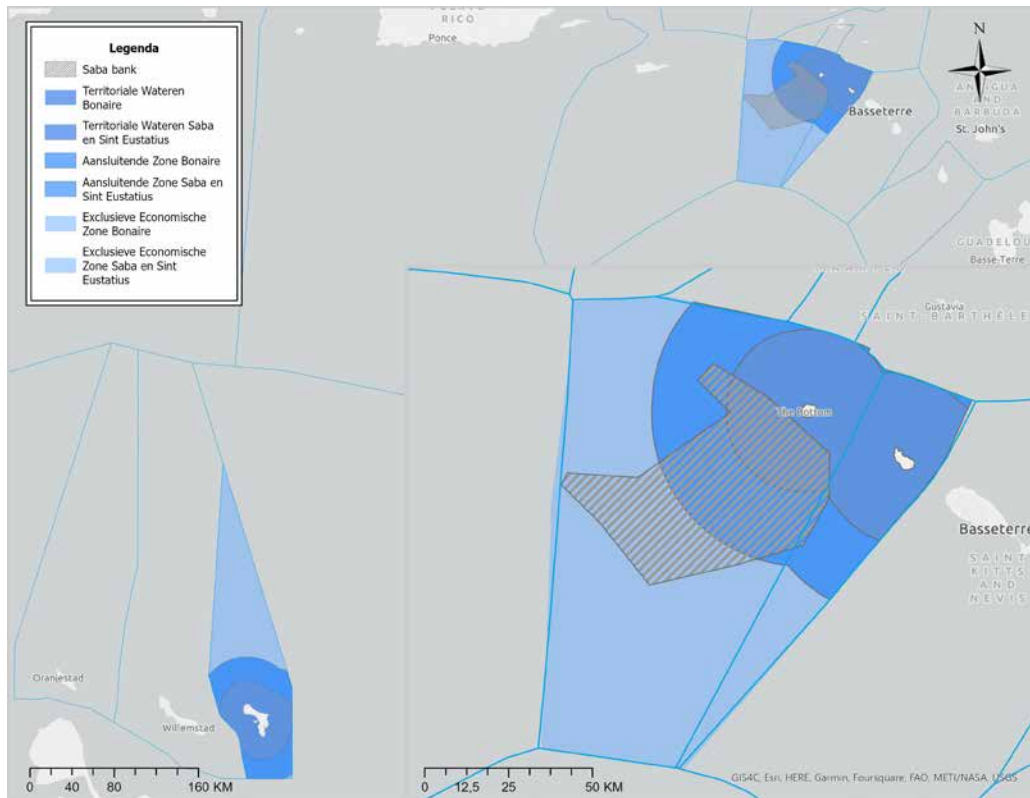 RICO
Ponce
N
Legenda
Saba bank
Territoriale Wateren
Bonaire
Territoriale Wateren Saba
en Sint Eustatius
Aansluitende Zone Bonaire
Aansluitende Zone Saba en
Sint Eustatius
Exclusieve Economische
Zone Bonaire
Exclusieve Economische
Zone Saba en Sint
Eustatius
ANTIGUA
AND
BARBUDA
Basseterre
St. John's
GUADELOU
Basse-Terre
Gustavia
SAINT BARTHÉLE
The Bottom
Basseterre
SAINT
KITTS
AND
NEVIS
Oranjestad
Willemstad
0 40 80 160 KM
0 12,5 25 50 KM
GIS4C, Esri, HERE, Garmin, Foursquare, FAO, METI/NASA, USGS